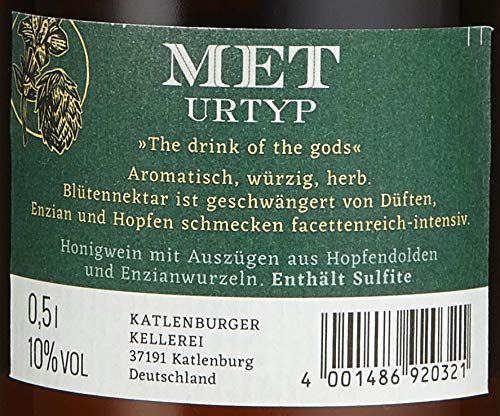 MET
URTYP
»The drink of the gods«
Aromatisch, würzig, herb.
Blütennektar ist geschwängert von Düften,
Enzian und Hopfen schmecken facettenreich-intensiv.
Honigwein mit Auszügen aus Hopfendolden
und Enzianwurzeln. Enthält Sulfite
0,5 l
10% VOL
KATLENBURGER
KELLEREI
37191 Katlenburg
Deutschland
4 001486 920321